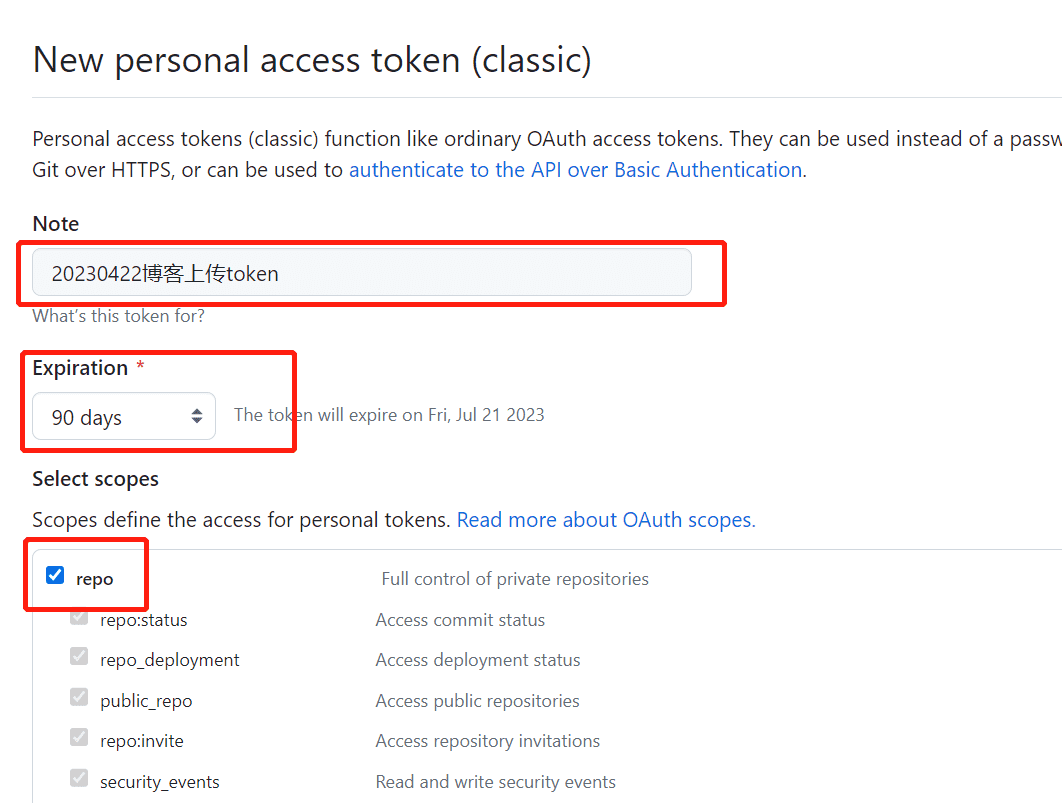 New personal access token (classic)
Personal access tokens (classic) function like ordinary OAuth access tokens. They can be used instead of a
Git over HTTPS, or can be used to authenticate to the API over Basic Authentication.
Note
20230422博客上传token
What's this token for?
Expiration *
90 days The token will expire on Fri, Jul 21 2023
Select scopes
Scopes define the access for personal tokens. Read more about OAuth scopes.
repo Full control of private repositories
repo:status Access commit status
repo_deployment Access deployment status
public_repo Access public repositories
repo:invite Access repository invitations
security_events Read and write security events